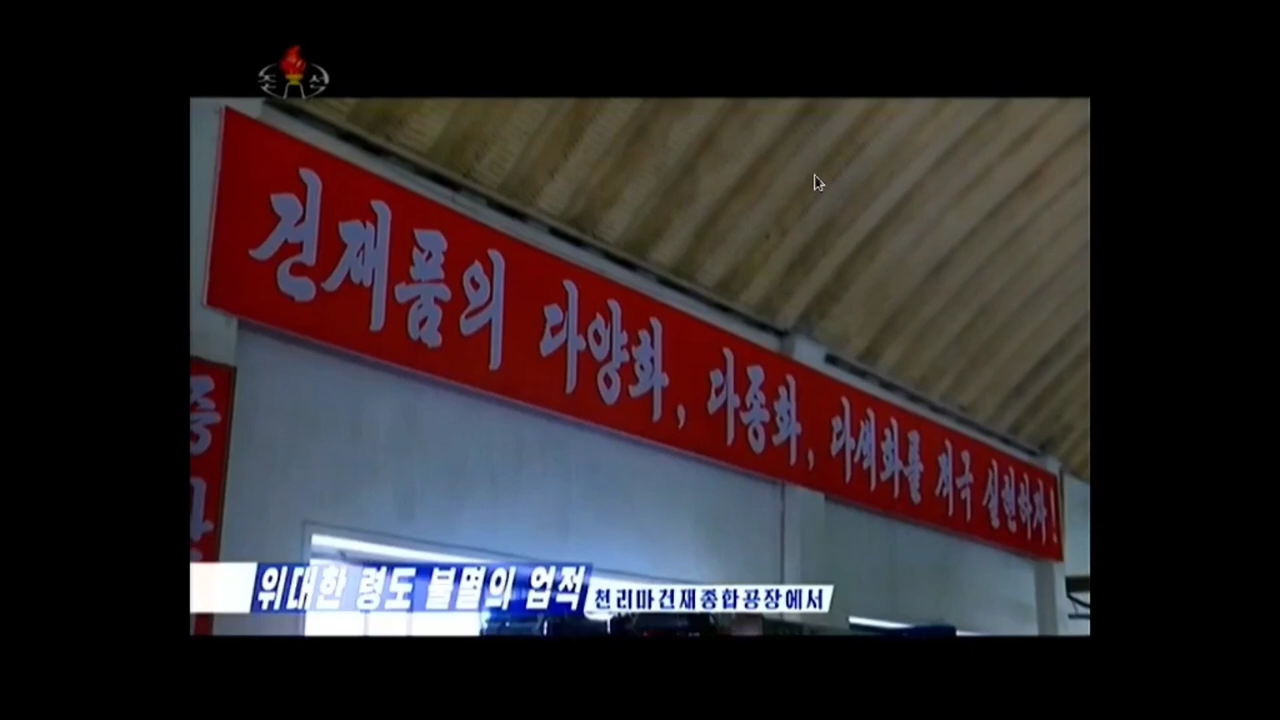 조선
건재품의 다양화, 다종화, 다색화를 적극 실현하자!
위대한 령도 불멸의 업적
천리마건재종합공장에서